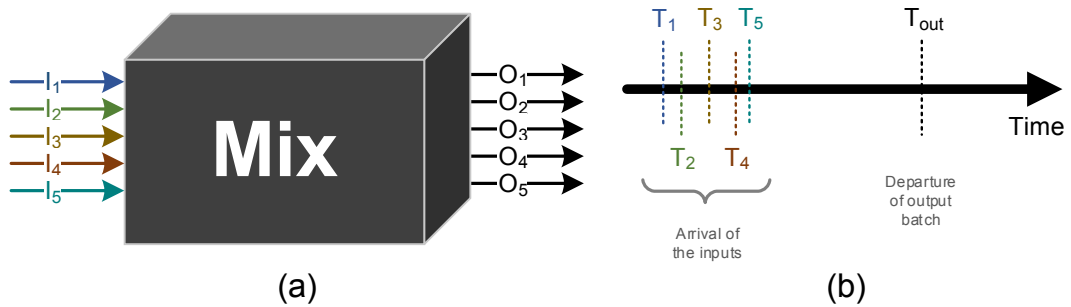 I₁
I₂
I₃
I₄
I₅
Mix
O₁
O₂
O₃
O₄
O₅
(a)
T₁ T₃ T₅
T₂ T₄
Arrival of
the inputs
T_out
Time
Departure
of output
batch
(b)